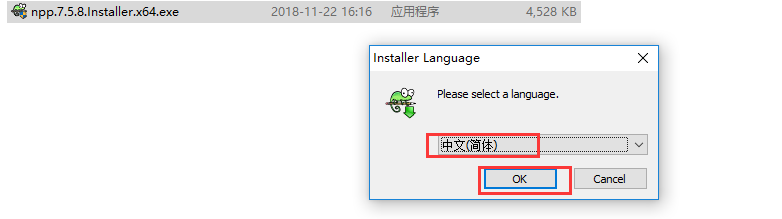 npp.7.5.8.Installer.x64.exe 2018-11-22 16:16 应用程序 4,528 KB
Installer Language
Please select a language.
中文(简体)
OK Cancel